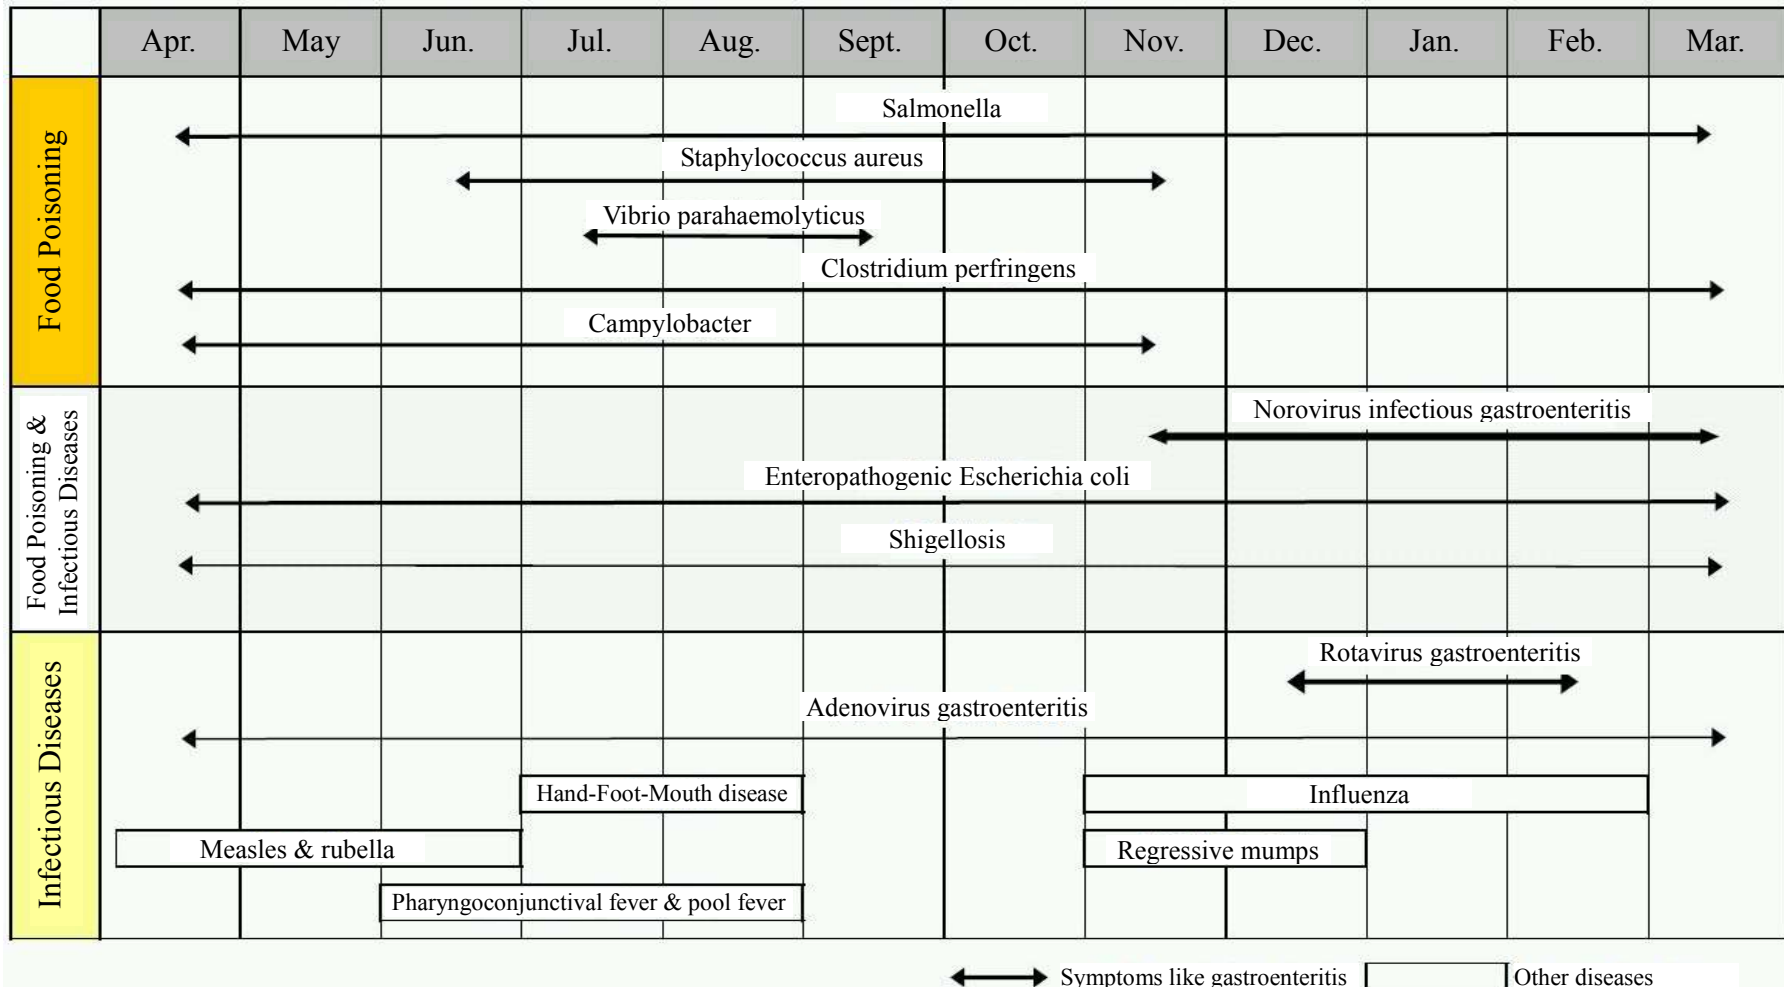 Apr. May Jun. Jul. Aug. Sept. Oct. Nov. Dec. Jan. Feb. Mar.
Food Poisoning
Salmonella
Staphylococcus aureus
Vibrio parahaemolyticus
Clostridium perfringens
Campylobacter
Food Poisoning &
Infectious Diseases
Norovirus infectious gastroenteritis
Enteropathogenic Escherichia coli
Shigellosis
Infectious Diseases
Rotavirus gastroenteritis
Adenovirus gastroenteritis
Hand-Foot-Mouth disease
Influenza
Measles & rubella
Regressive mumps
Pharyngoconjunctival fever & pool fever
Symptoms like gastroenteritis
Other diseases